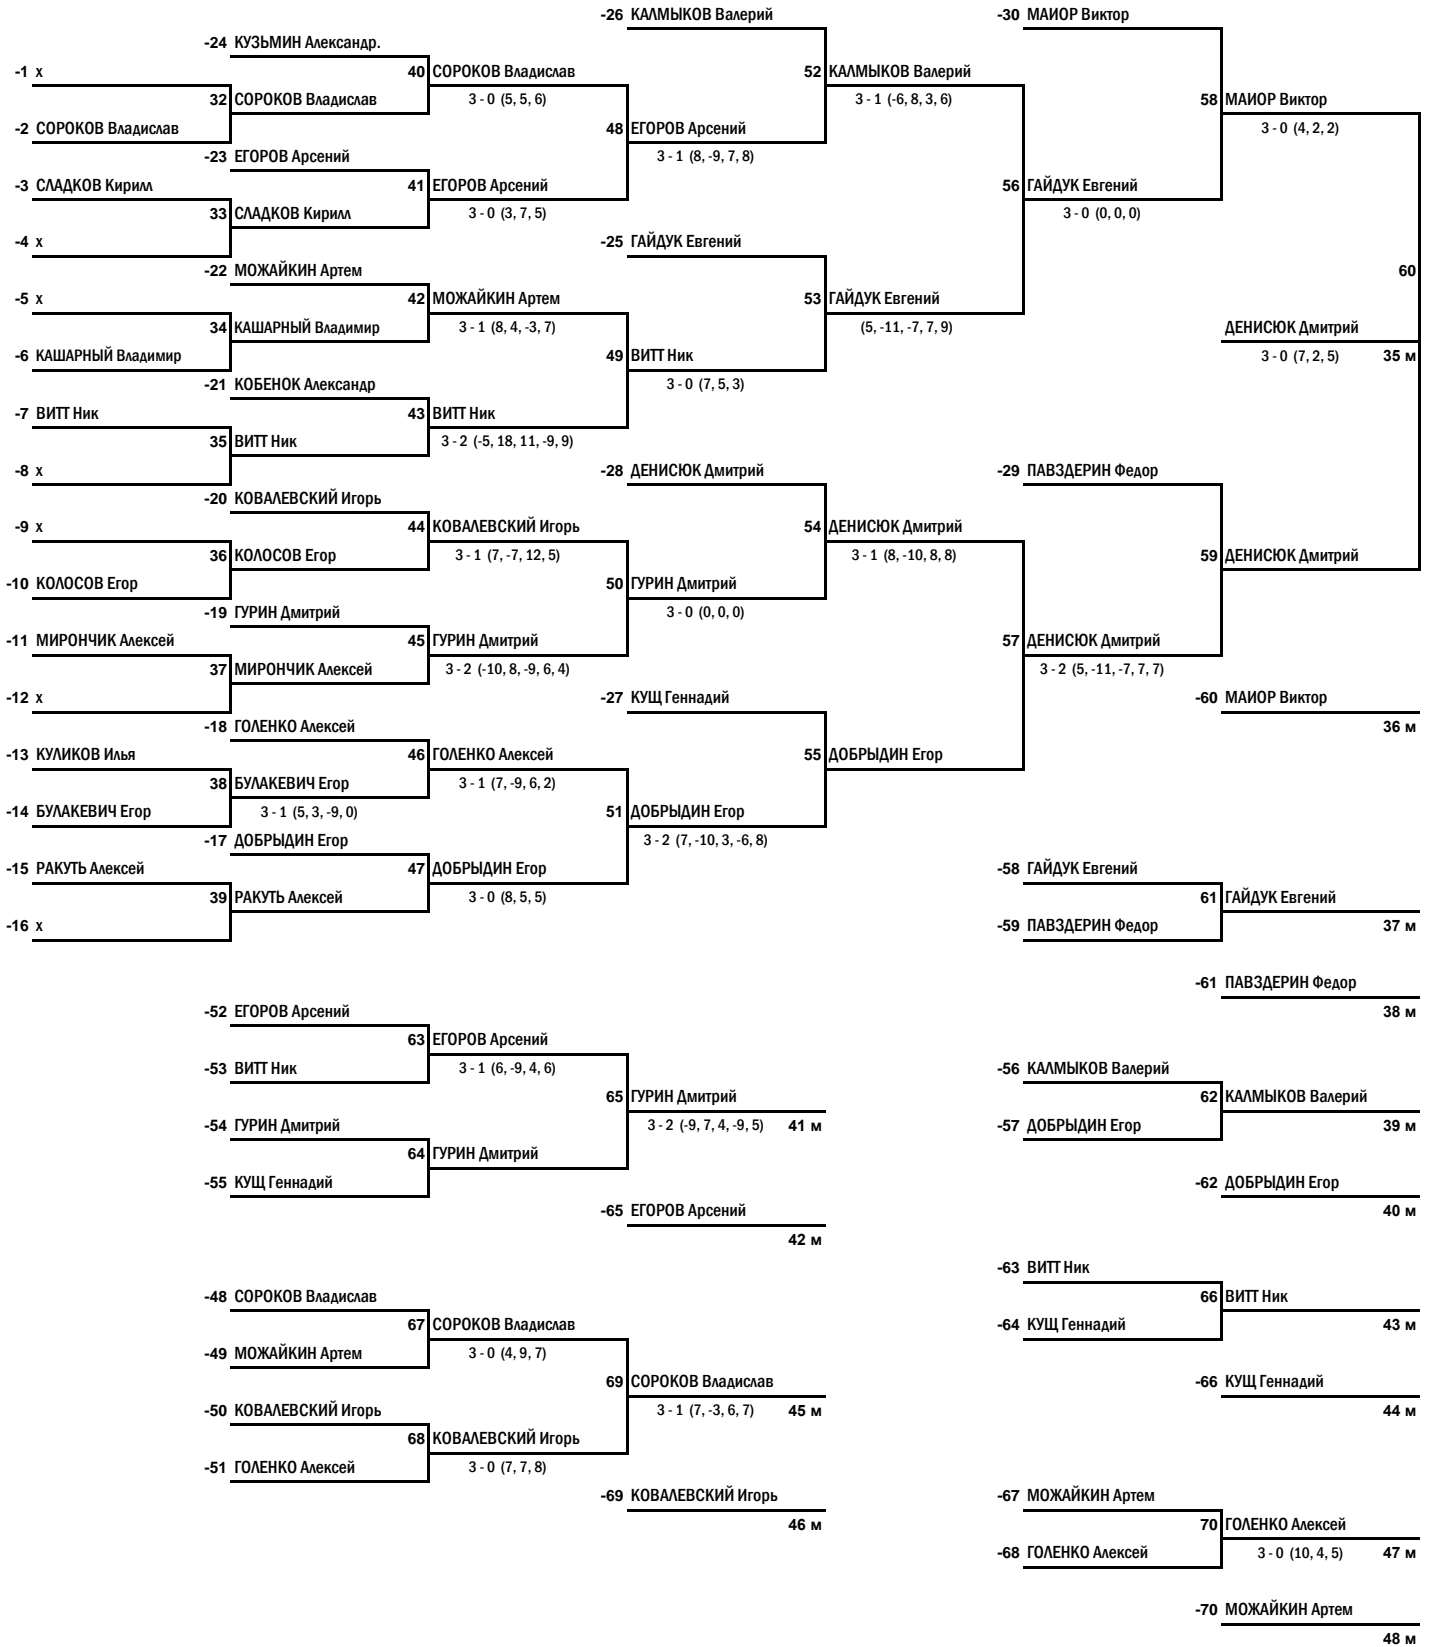 -26 КАЛМЫКОВ Валерий
-30 МАИОР Виктор
-24 КУЗЬМИН Александр.
-1 х
40 СОРОКОВ Владислав
52 КАЛМЫКОВ Валерий
32 СОРОКОВ Владислав
3 - 0 (5, 5, 6)
3 - 1 (-6, 8, 3, 6)
58 МАИОР Виктор
-2 СОРОКОВ Владислав
48 ЕГОРОВ Арсений
3 - 0 (4, 2, 2)
-23 ЕГОРОВ Арсений
3 - 1 (8, -9, 7, 8)
-3 СЛАДКОВ Кирилл
41 ЕГОРОВ Арсений
56 ГАЙДУК Евгений
33 СЛАДКОВ Кирилл
3 - 0 (3, 7, 5)
3 - 0 (0, 0, 0)
-4 х
-25 ГАЙДУК Евгений
-22 МОЖАЙКИН Артем
60
-5 х
42 МОЖАЙКИН Артем
53 ГАЙДУК Евгений
34 КАШАРНЫЙ Владимир
3 - 1 (8, 4, -3, 7)
(5, -11, -7, 7, 9)
ДЕНИСЮК Дмитрий
-6 КАШАРНЫЙ Владимир
49 ВИТТ Ник
3 - 0 (7, 2, 5) 35 м
-21 КОБЕНОК Александр
3 - 0 (7, 5, 3)
-7 ВИТТ Ник
43 ВИТТ Ник
35 ВИТТ Ник
3 - 2 (-5, 18, 11, -9, 9)
-8 х
-28 ДЕНИСЮК Дмитрий
-29 ПАВЗДЕРИН Федор
-20 КОВАЛЕВСКИЙ Игорь
-9 х
44 КОВАЛЕВСКИЙ Игорь
54 ДЕНИСЮК Дмитрий
36 КОЛОСОВ Егор
3 - 1 (7, -7, 12, 5)
3 - 1 (8, -10, 8, 8)
59 ДЕНИСЮК Дмитрий
-10 КОЛОСОВ Егор
50 ГУРИН Дмитрий
-19 ГУРИН Дмитрий
3 - 0 (0, 0, 0)
-11 МИРОНЧИК Алексей
45 ГУРИН Дмитрий
57 ДЕНИСЮК Дмитрий
37 МИРОНЧИК Алексей
3 - 2 (-10, 8, -9, 6, 4)
3 - 2 (5, -11, -7, 7, 7)
-12 х
-27 КУЩ Геннадий
-60 МАИОР Виктор
-18 ГОЛЕНКО Алексей
36 м
-13 КУЛИКОВ Илья
46 ГОЛЕНКО Алексей
55 ДОБРЫДИН Егор
38 БУЛАКЕВИЧ Егор
3 - 1 (7, -9, 6, 2)
-14 БУЛАКЕВИЧ Егор
3 - 1 (5, 3, -9, 0)
51 ДОБРЫДИН Егор
-17 ДОБРЫДИН Егор
3 - 2 (7, -10, 3, -6, 8)
-15 РАКУТЬ Алексей
47 ДОБРЫДИН Егор
-58 ГАЙДУК Евгений
39 РАКУТЬ Алексей
3 - 0 (8, 5, 5)
61 ГАЙДУК Евгений
-16 х
-59 ПАВЗДЕРИН Федор
37 м
-61 ПАВЗДЕРИН Федор
-52 ЕГОРОВ Арсений
38 м
63 ЕГОРОВ Арсений
-53 ВИТТ Ник
3 - 1 (6, -9, 4, 6)
-56 КАЛМЫКОВ Валерий
65 ГУРИН Дмитрий
62 КАЛМЫКОВ Валерий
-54 ГУРИН Дмитрий
3 - 2 (-9, 7, 4, -9, 5) 41 м
-57 ДОБРЫДИН Егор
39 м
64 ГУРИН Дмитрий
-55 КУЩ Геннадий
-62 ДОБРЫДИН Егор
-65 ЕГОРОВ Арсений
40 м
42 м
-63 ВИТТ Ник
-48 СОРОКОВ Владислав
66 ВИТТ Ник
67 СОРОКОВ Владислав
-64 КУЩ Геннадий
43 м
-49 МОЖАЙКИН Артем
3 - 0 (4, 9, 7)
69 СОРОКОВ Владислав
-66 КУЩ Геннадий
-50 КОВАЛЕВСКИЙ Игорь
3 - 1 (7, -3, 6, 7) 45 м
44 м
68 КОВАЛЕВСКИЙ Игорь
-51 ГОЛЕНКО Алексей
3 - 0 (7, 7, 8)
-69 КОВАЛЕВСКИЙ Игорь
-67 МОЖАЙКИН Артем
46 м
70 ГОЛЕНКО Алексей
-68 ГОЛЕНКО Алексей
3 - 0 (10, 4, 5) 47 м
-70 МОЖАЙКИН Артем
48 м